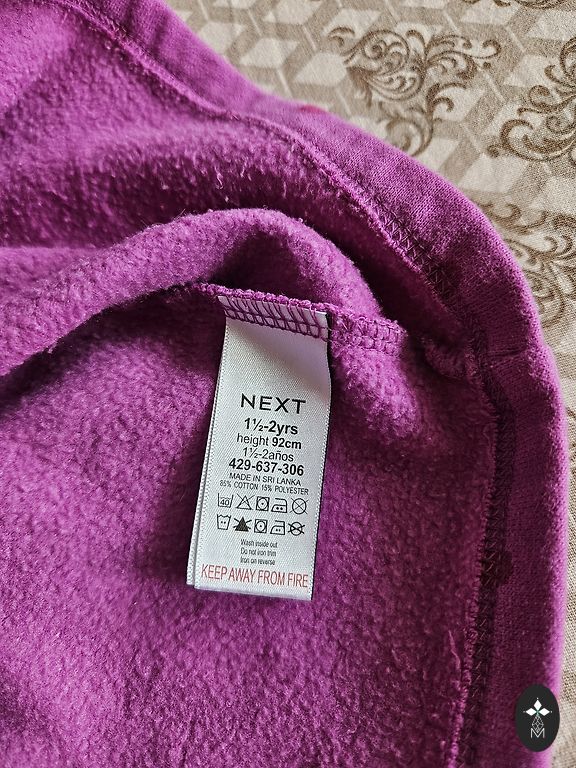 NEXT
1½-2yrs
height 92cm
1½-2años
429-637-306
MADE IN SRI LANKA
85% COTTON 15% POLYESTER
40
Wash inside out
Do not iron trim
Iron on reverse
KEEP AWAY FROM FIRE
M